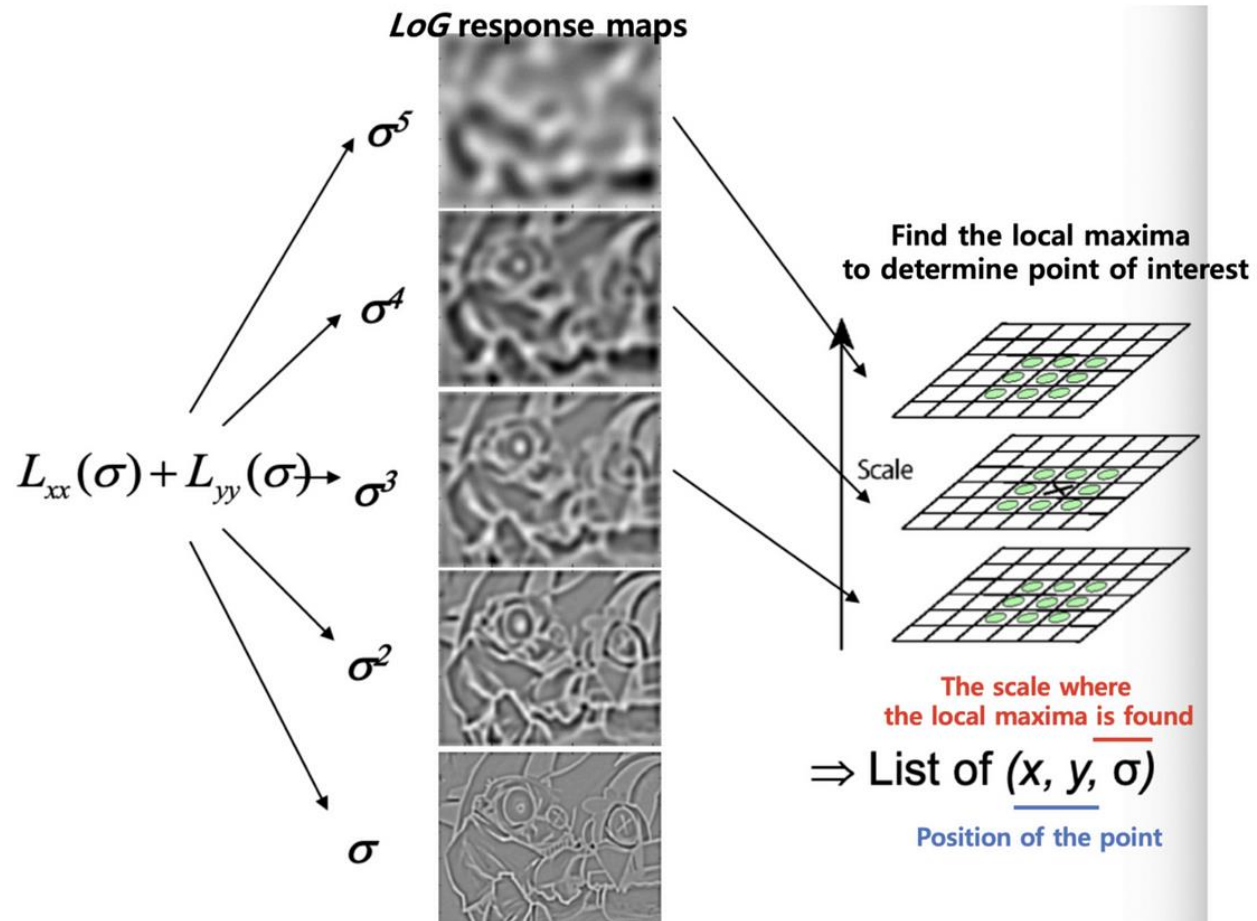 LoG response maps
σ⁵
σ⁴
Find the local maxima
to determine point of interest
Scale
Lxx(σ) + Lyy(σ)
σ³
σ²
σ
The scale where
the local maxima is found
⇒ List of (x, y, σ)
Position of the point